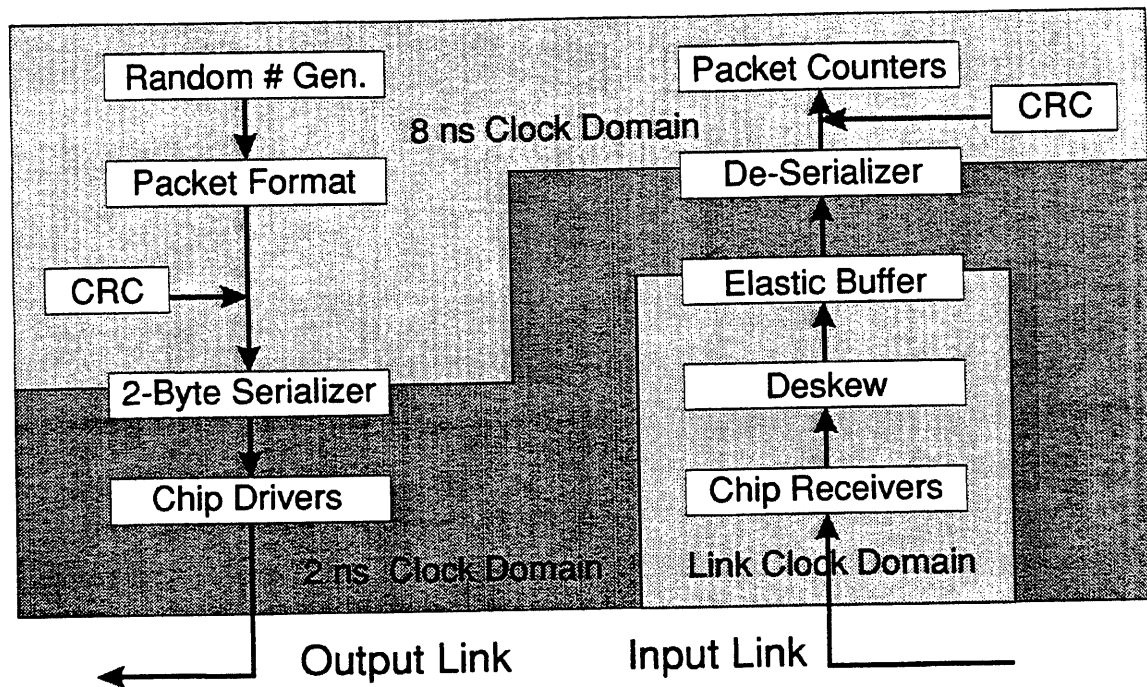 Random # Gen.
Packet Format
CRC
2-Byte Serializer
Chip Drivers
8 ns Clock Domain
Packet Counters
CRC
De-Serializer
Elastic Buffer
Deskew
Chip Receivers
2 ns Clock Domain
Link Clock Domain
Output Link
Input Link